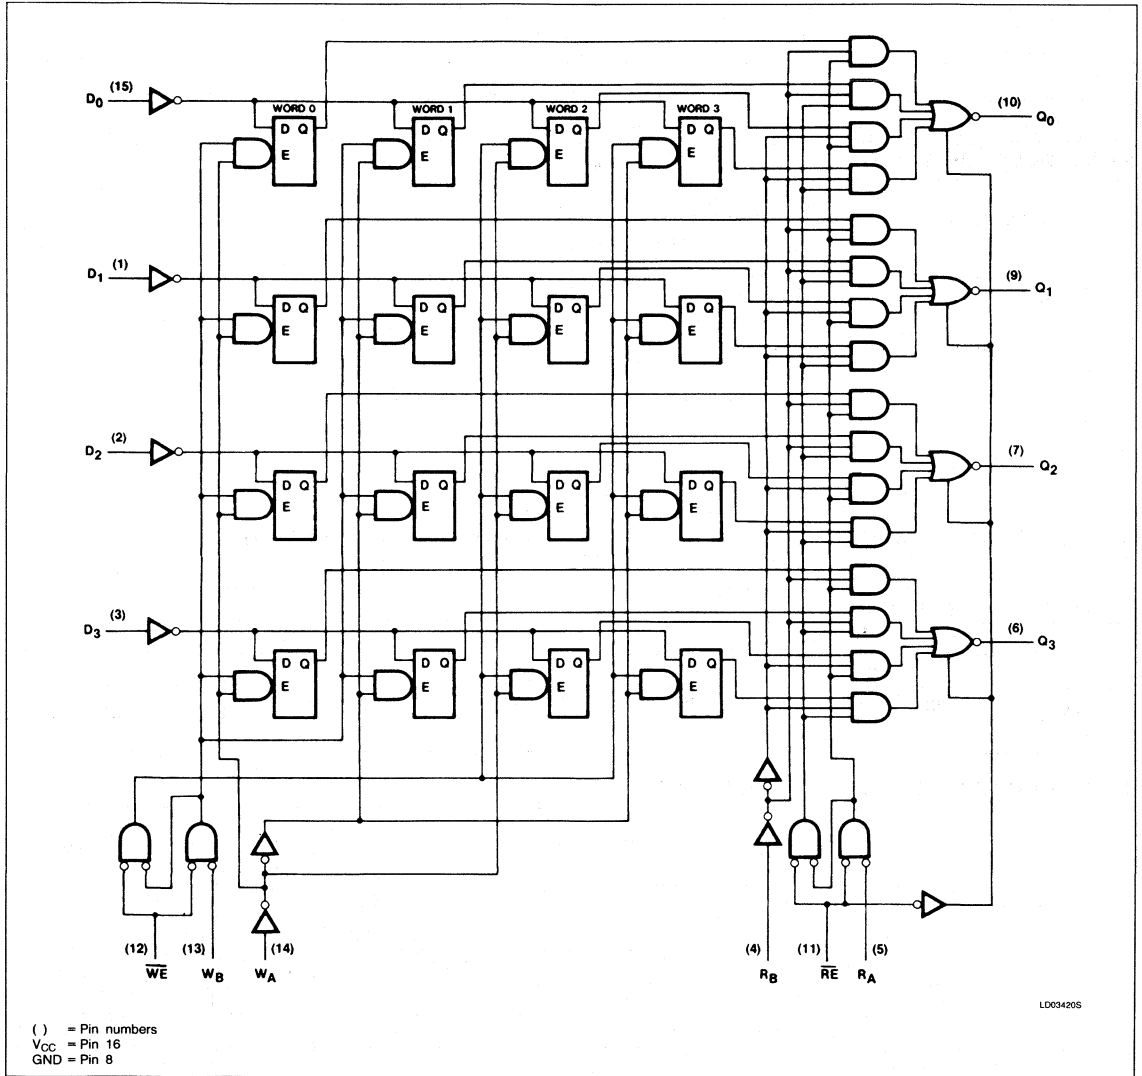 (10)
D0 (15) WORD 0 WORD 1 WORD 2 WORD 3 Q0
D Q D Q D Q D Q
E E E E
D1 (1) (9) Q1
D Q D Q D Q D Q
E E E E
D2 (2) (7) Q2
D Q D Q D Q D Q
E E E E
D3 (3) (6) Q3
D Q D Q D Q D Q
E E E E
(12) (13) (14) (4) (11) (5)
WE WB WA RB RE RA
LD03420S
( ) = Pin numbers
VCC = Pin 16
GND = Pin 8